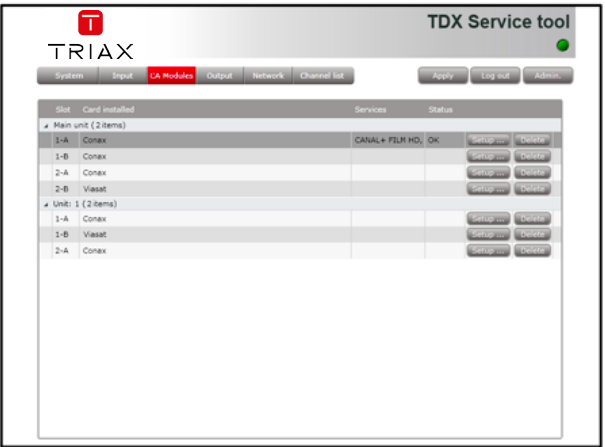 TDX Service tool
TRIAX
System Input CA Modules Output Network Channel list Apply Log out Admin.
Slot Card installed Services Status
Main unit (2 items)
1-A Conax CANAL+ FILM HD, OK Setup ... Delete
1-B Conax Setup ... Delete
2-A Conax Setup ... Delete
2-B Viasat Setup ... Delete
Unit: 1 (2 items)
1-A Conax Setup ... Delete
1-B Viasat Setup ... Delete
2-A Conax Setup ... Delete